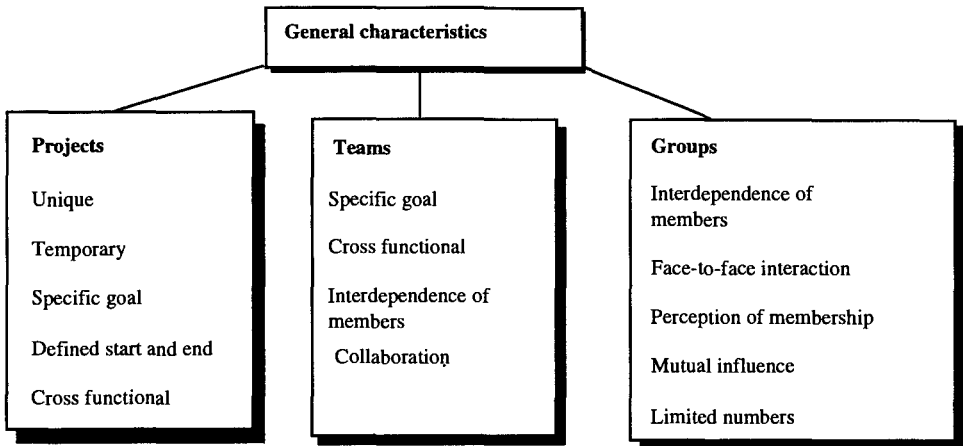 General characteristics
Projects
Unique
Temporary
Specific goal
Defined start and end
Cross functional
Teams
Specific goal
Cross functional
Interdependence of
members
Collaboration
Groups
Interdependence of
members
Face-to-face interaction
Perception of membership
Mutual influence
Limited numbers